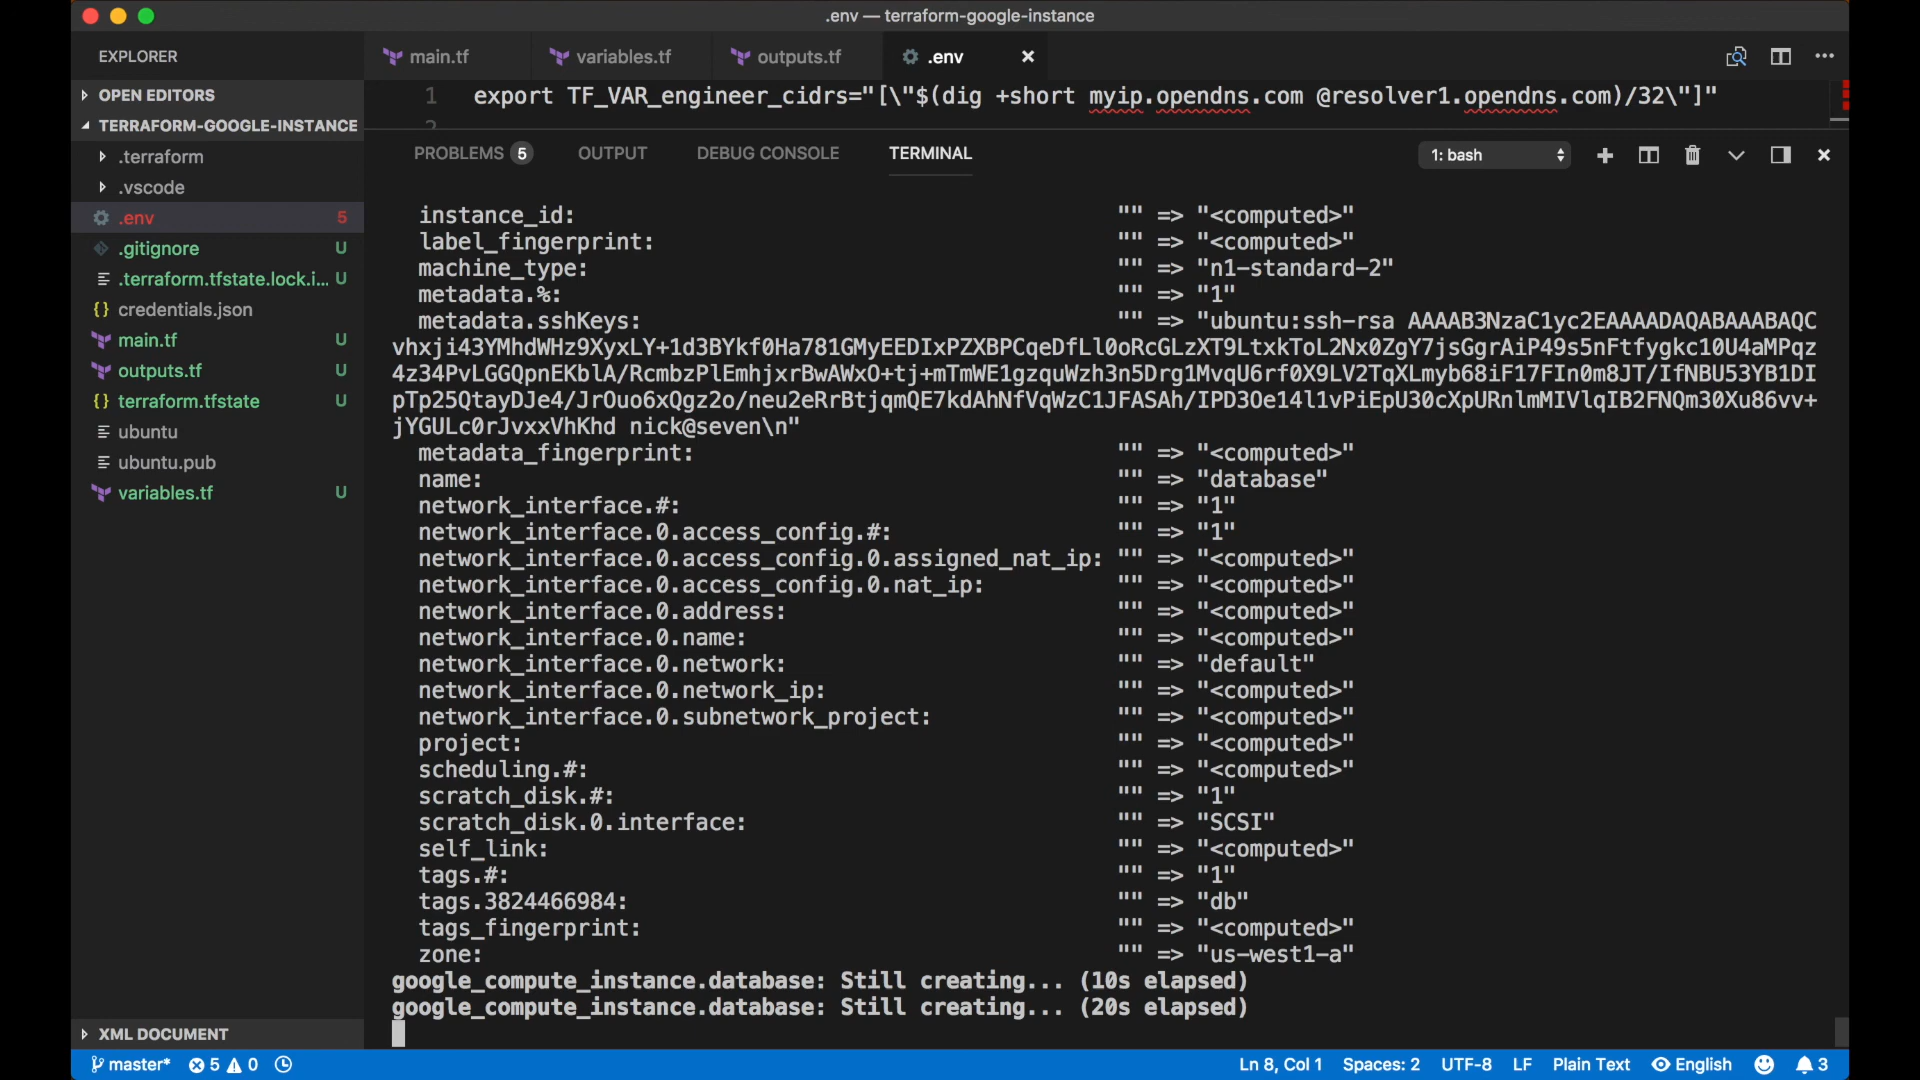 .env — terraform-google-instance
EXPLORER
main.tf
variables.tf
outputs.tf
.env
OPEN EDITORS
TERRAFORM-GOOGLE-INSTANCE
.terraform
.vscode
.env 5
.gitignore U
.terraform.tfstate.lock.i... U
credentials.json
main.tf U
outputs.tf U
terraform.tfstate U
ubuntu
ubuntu.pub
variables.tf U
XML DOCUMENT
1 export TF_VAR_engineer_cidrs="[\"$(dig +short myip.opendns.com @resolver1.opendns.com)/32\"]"
2
PROBLEMS 5 OUTPUT DEBUG CONSOLE TERMINAL 1: bash
instance_id: "" => "<computed>"
label_fingerprint: "" => "<computed>"
machine_type: "" => "n1-standard-2"
metadata.%: "" => "1"
metadata.sshKeys: "" => "ubuntu:ssh-rsa AAAAB3NzaC1yc2EAAAADAQABAAABAQC
vhxji43YMhdWHz9XyxLY+1d3BYkf0Ha781GMyEEDIxPZXBPCqeDfLl0oRcGLzXT9LtxkToL2Nx0ZgY7jsGgrAiP49s5nFtfygkc10U4aMPqz
4z34PvLGGQpnEKblA/RcmbzPlEmhjxrBwAWxO+tj+mTmWE1gzquWzh3n5Drg1MvqU6rf0X9LV2TqXLmyb68iF17FIn0m8JT/IfNBU53YB1DI
pTp25QtayDJe4/JrOuo6xQgz2o/neu2eRrBtjqmQE7kdAhNfVqWzC1JFASAh/IPD3Oe14l1vPiEpU30cXpURnlmMIVlqIB2FNQm30Xu86vv+
jYGULc0rJvxxVhKhd nick@seven\n"
metadata_fingerprint: "" => "<computed>"
name: "" => "database"
network_interface.#: "" => "1"
network_interface.0.access_config.#: "" => "1"
network_interface.0.access_config.0.assigned_nat_ip: "" => "<computed>"
network_interface.0.access_config.0.nat_ip: "" => "<computed>"
network_interface.0.address: "" => "<computed>"
network_interface.0.name: "" => "<computed>"
network_interface.0.network: "" => "default"
network_interface.0.network_ip: "" => "<computed>"
network_interface.0.subnetwork_project: "" => "<computed>"
project: "" => "<computed>"
scheduling.#: "" => "<computed>"
scratch_disk.#: "" => "1"
scratch_disk.0.interface: "" => "SCSI"
self_link: "" => "<computed>"
tags.#: "" => "1"
tags.3824466984: "" => "db"
tags_fingerprint: "" => "<computed>"
zone: "" => "us-west1-a"
google_compute_instance.database: Still creating... (10s elapsed)
google_compute_instance.database: Still creating... (20s elapsed)
master* 5 0 Ln 8, Col 1 Spaces: 2 UTF-8 LF Plain Text English 3